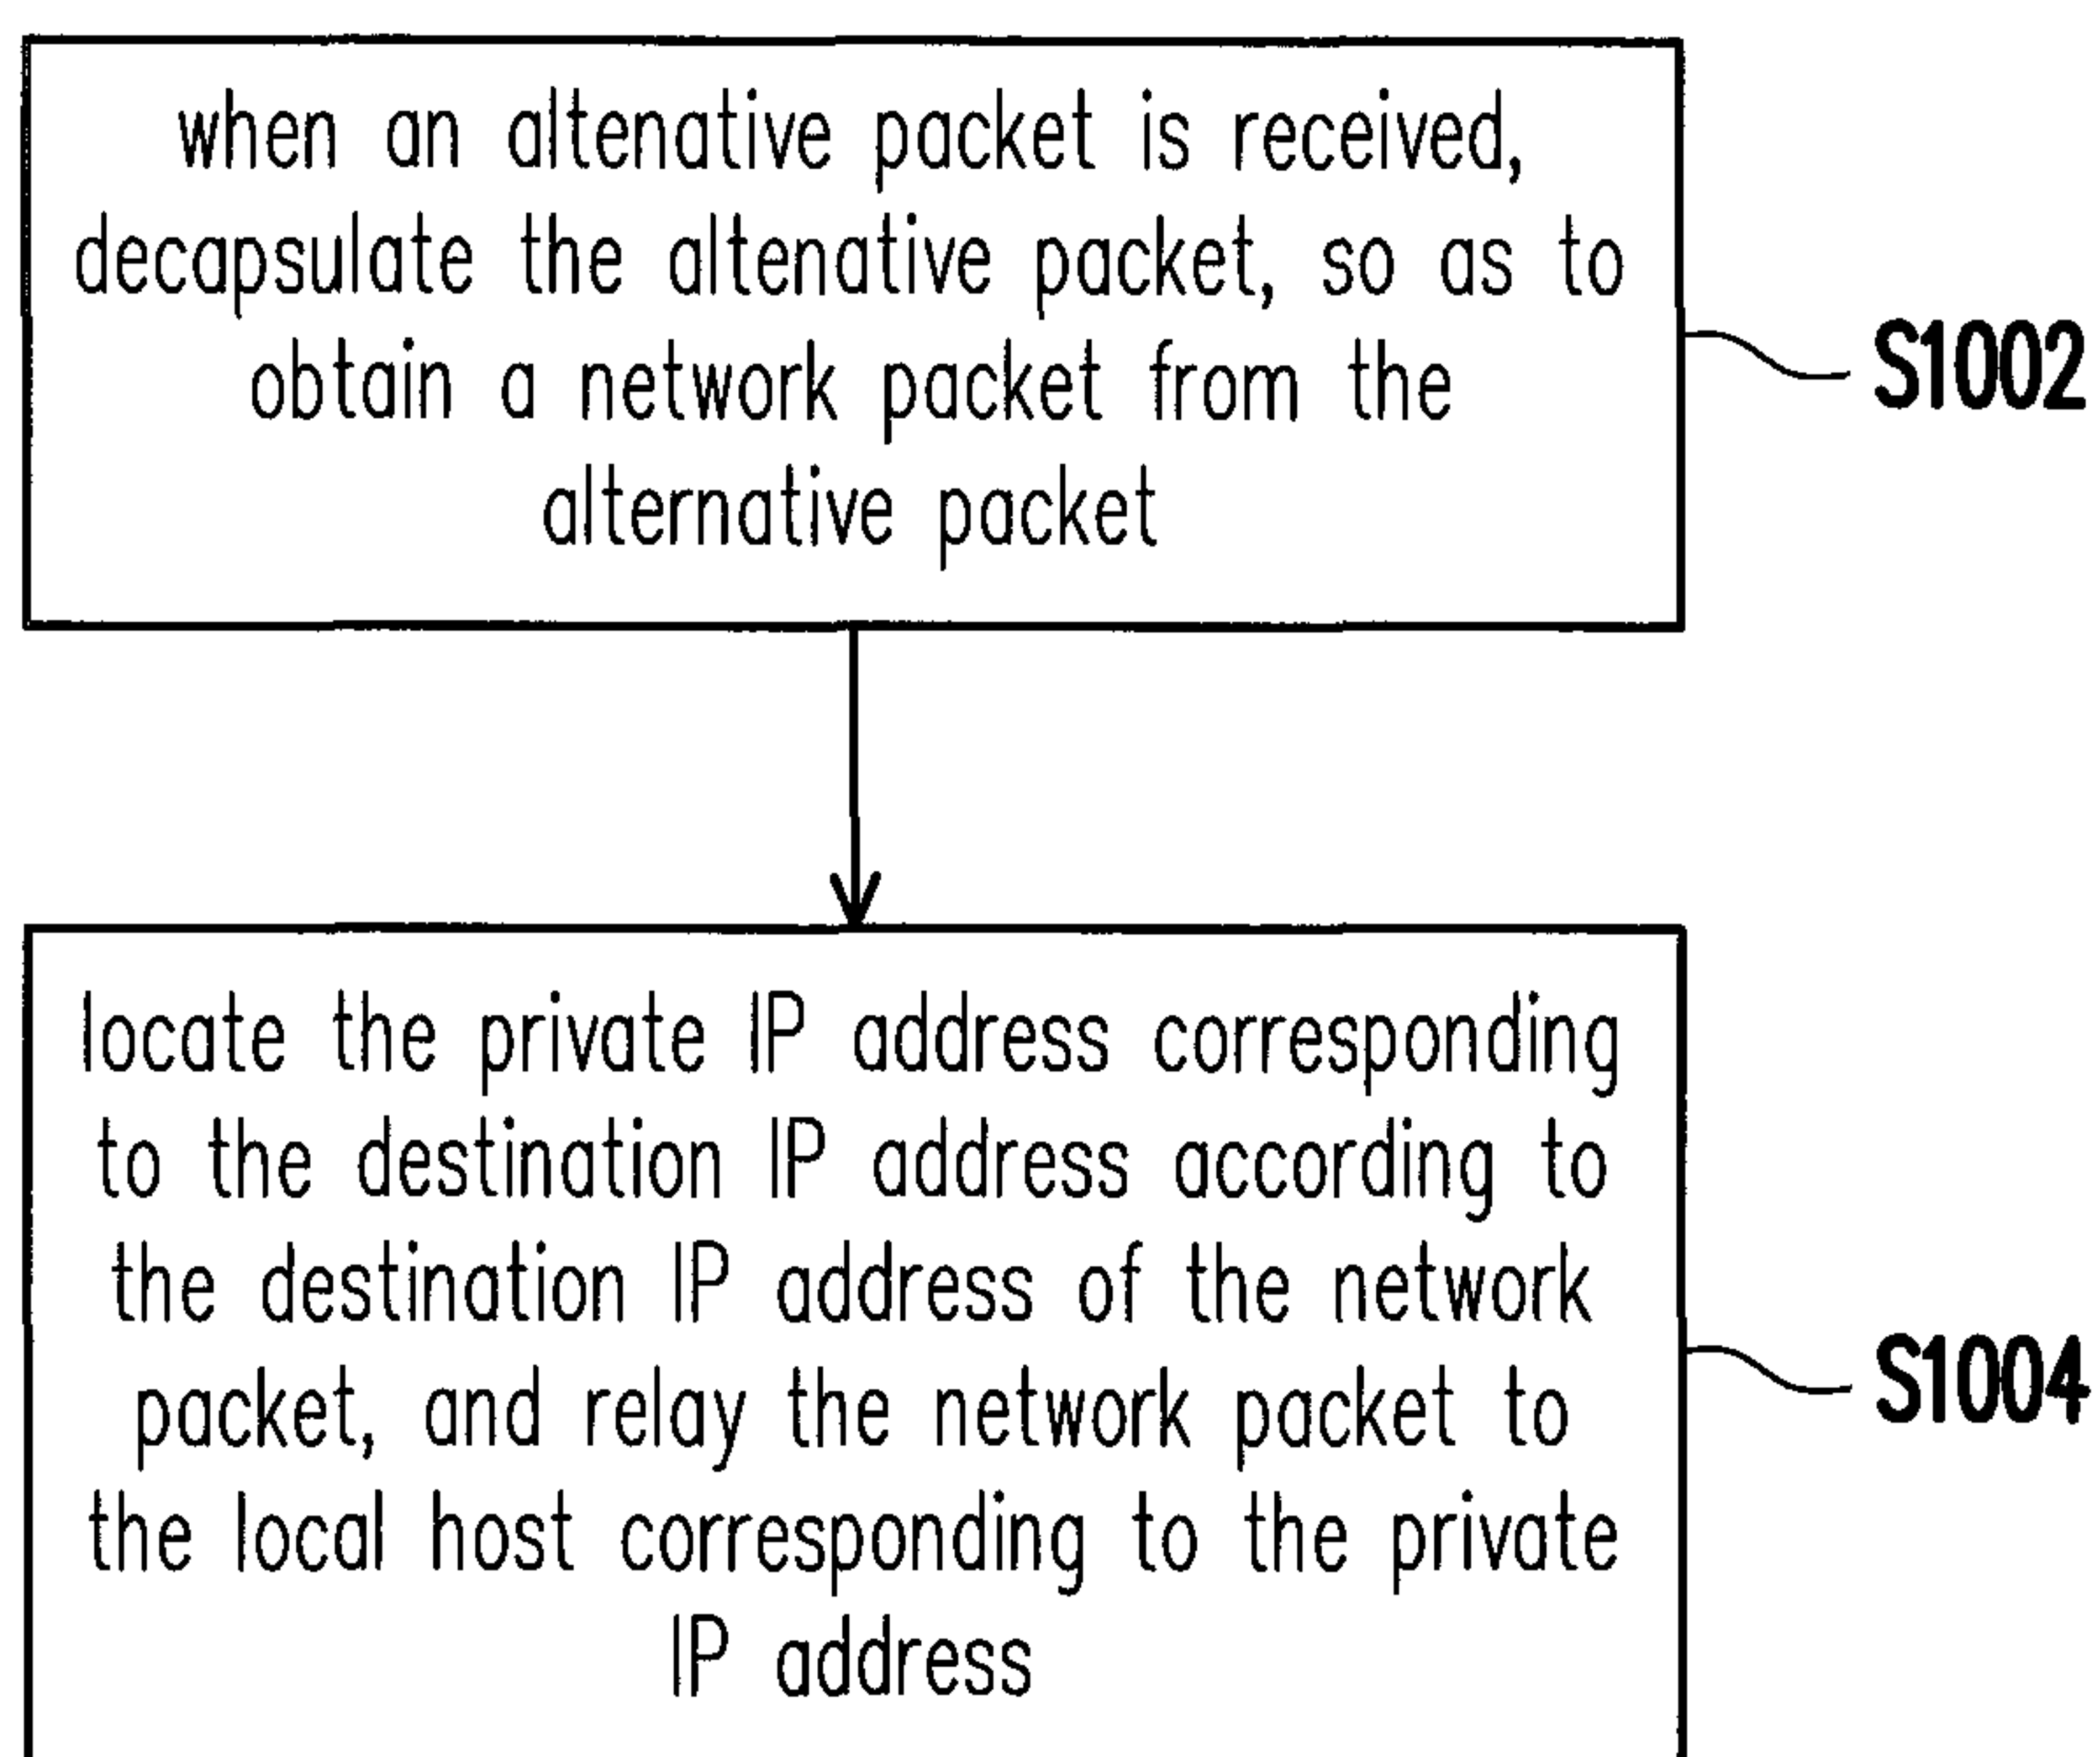 when an altenative packet is received,
decapsulate the altenative packet, so as to
obtain a network packet from the
alternative packet
S1002
locate the private IP address corresponding
to the destination IP address according to
the destination IP address of the network
packet, and relay the network packet to
the local host corresponding to the private
IP address
S1004